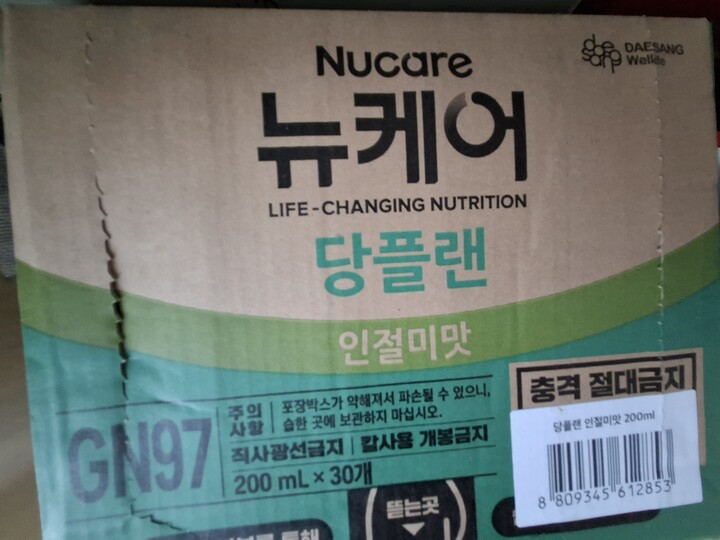 Nucare
DAESANG
Wellife
뉴케어
LIFE-CHANGING NUTRITION
당플랜
인절미맛
충격 절대금지
GN97
주의
사항
포장박스가 약해져서 파손될 수 있으니,
습한 곳에 보관하지 마십시오.
직사광선금지 칼사용 개봉금지
200 mL × 30개
뜯는곳
당플랜 인절미맛 200ml
8 809345 612853